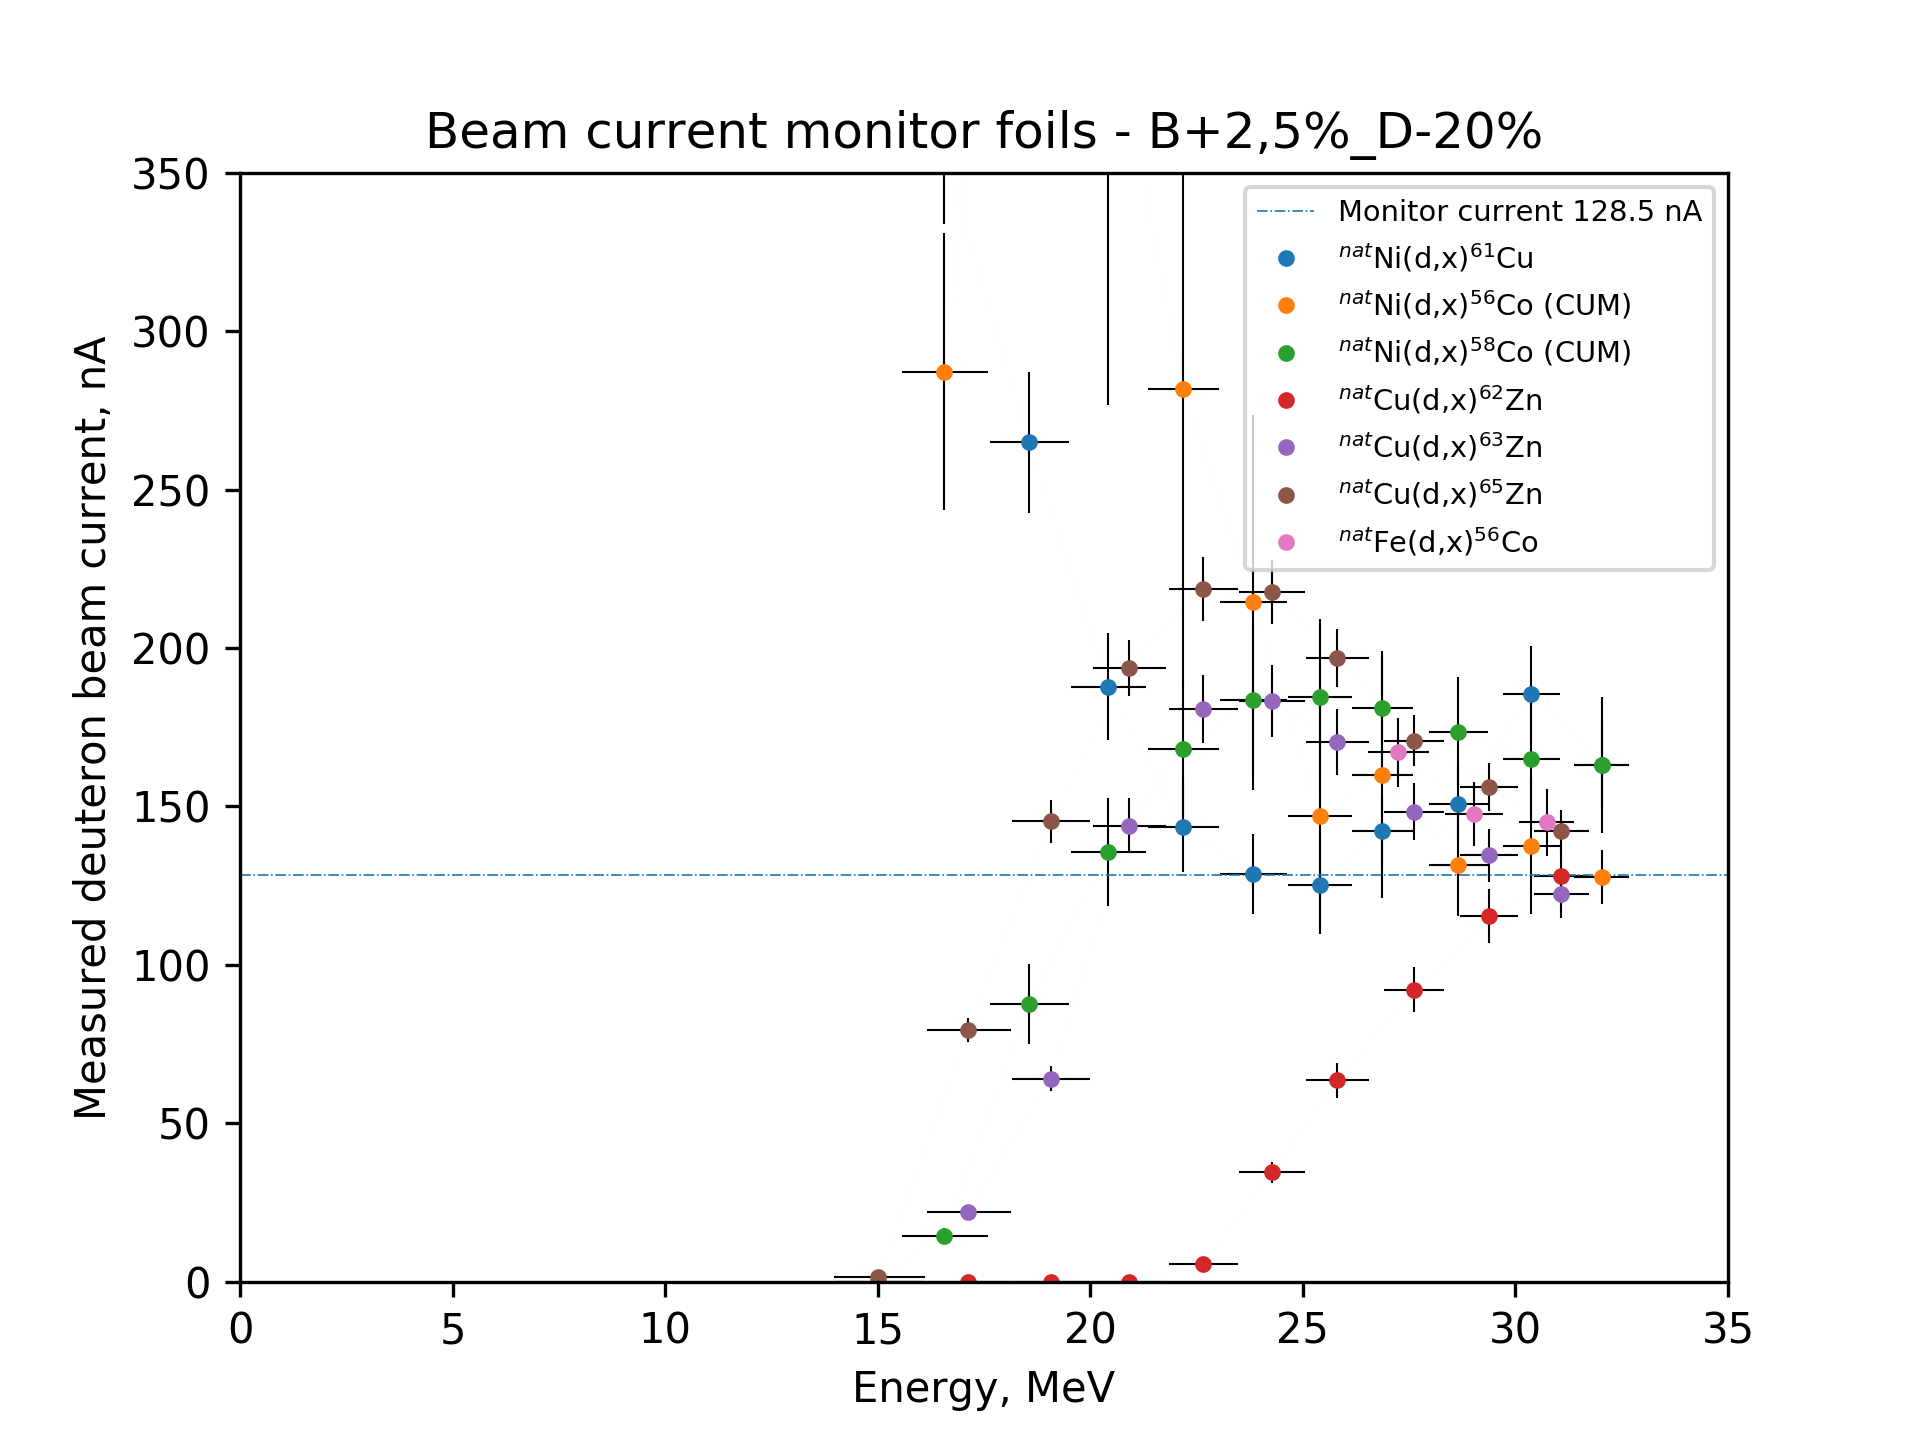 Beam current monitor foils - B+2,5%_D-20%
Measured deuteron beam current, nA
350
300
250
200
150
100
50
0
Monitor current 128.5 nA
natNi(d,x)61Cu
natNi(d,x)56Co (CUM)
natNi(d,x)58Co (CUM)
natCu(d,x)62Zn
natCu(d,x)63Zn
natCu(d,x)65Zn
natFe(d,x)56Co
0 5 10 15 20 25 30 35
Energy, MeV